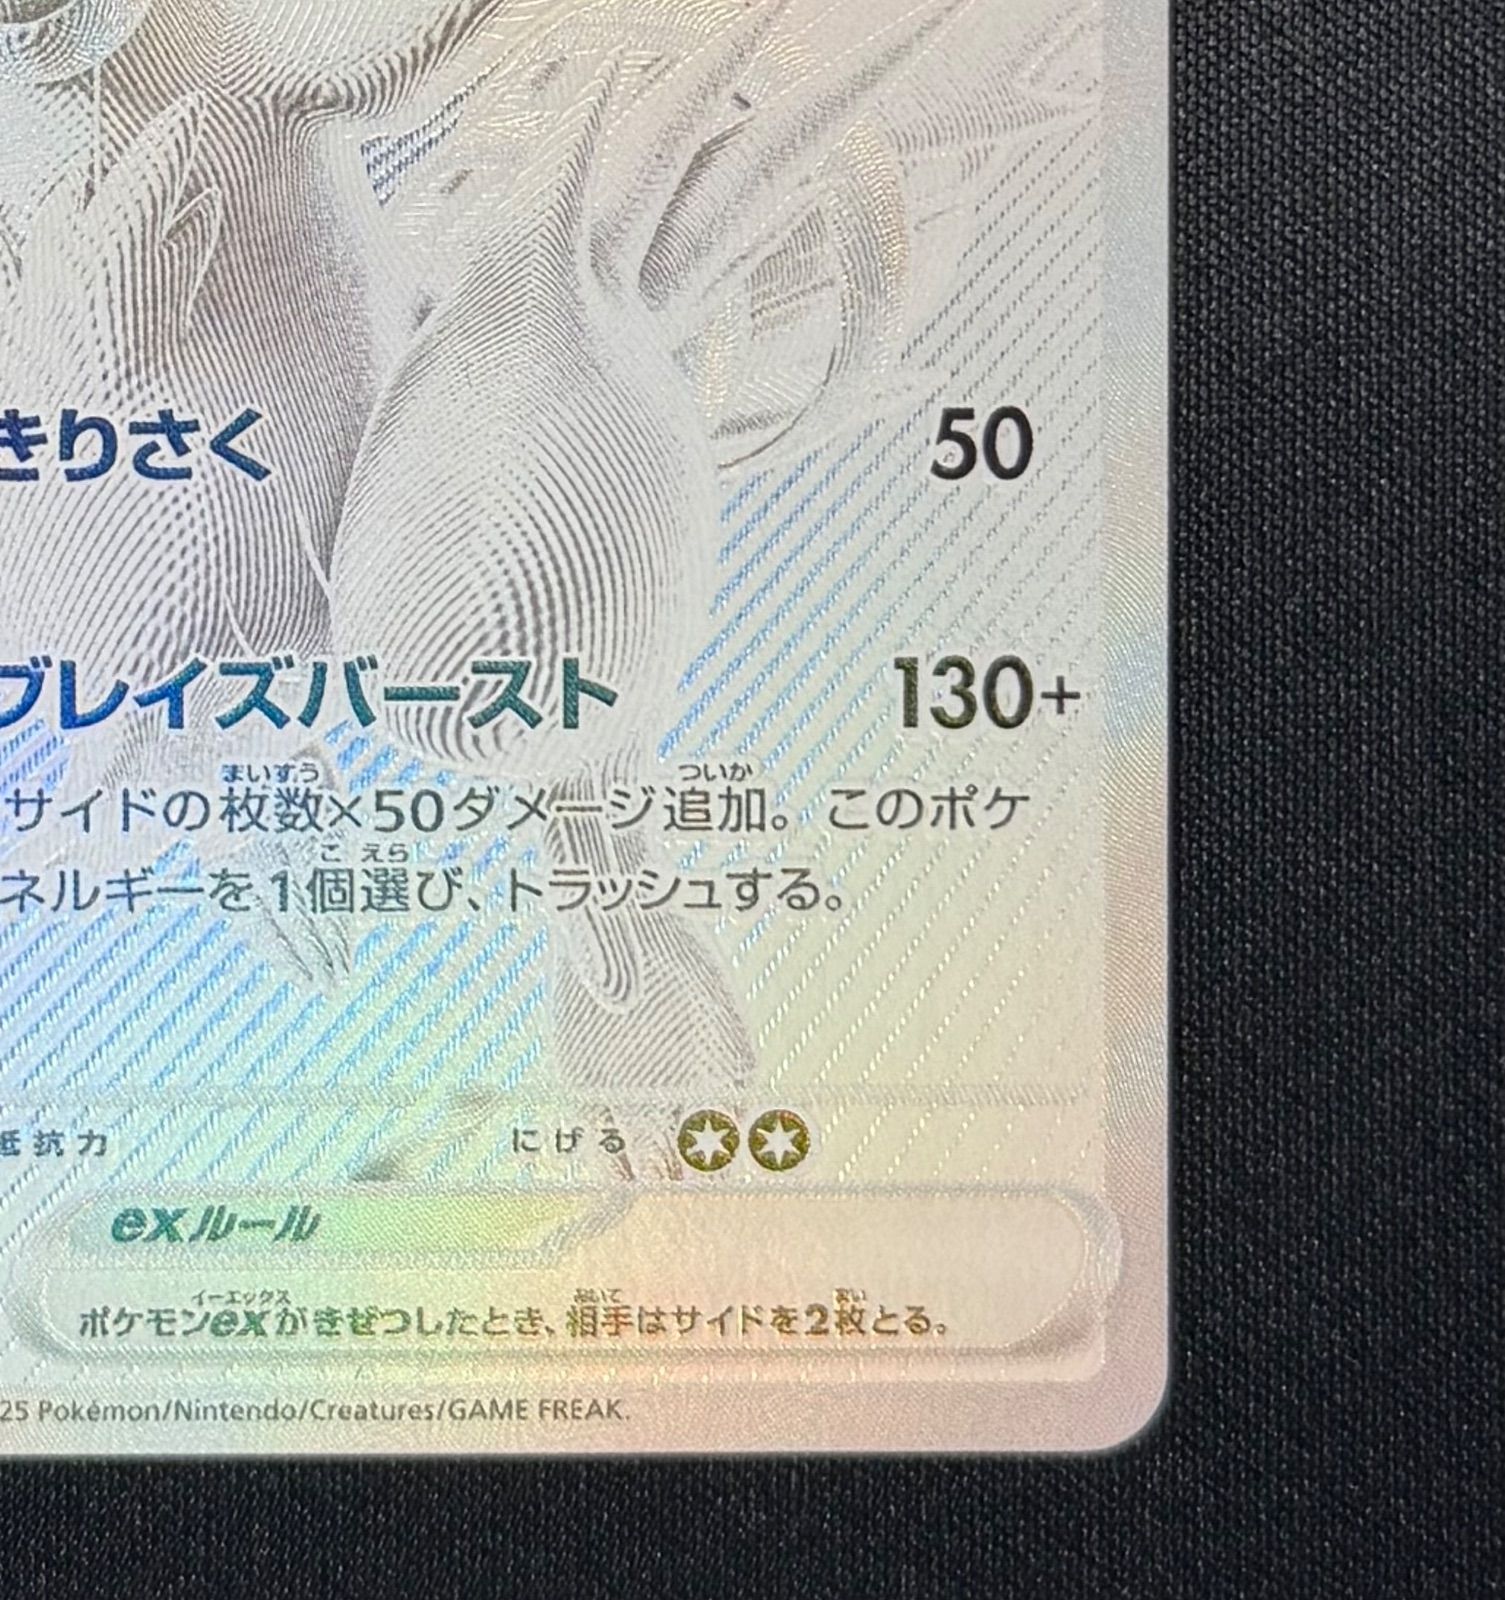 きりさく 50
ブレイズバースト 130+
まいすう ついか
サイドの枚数×50ダメージ追加。このポケ
こ えら
ネルギーを1個選び、トラッシュする。
抵抗力 にげる
exルール
イーエックス あいて まい
ポケモンexがきぜつしたとき、相手はサイドを2枚とる。
25 Pokémon/Nintendo/Creatures/GAME FREAK.